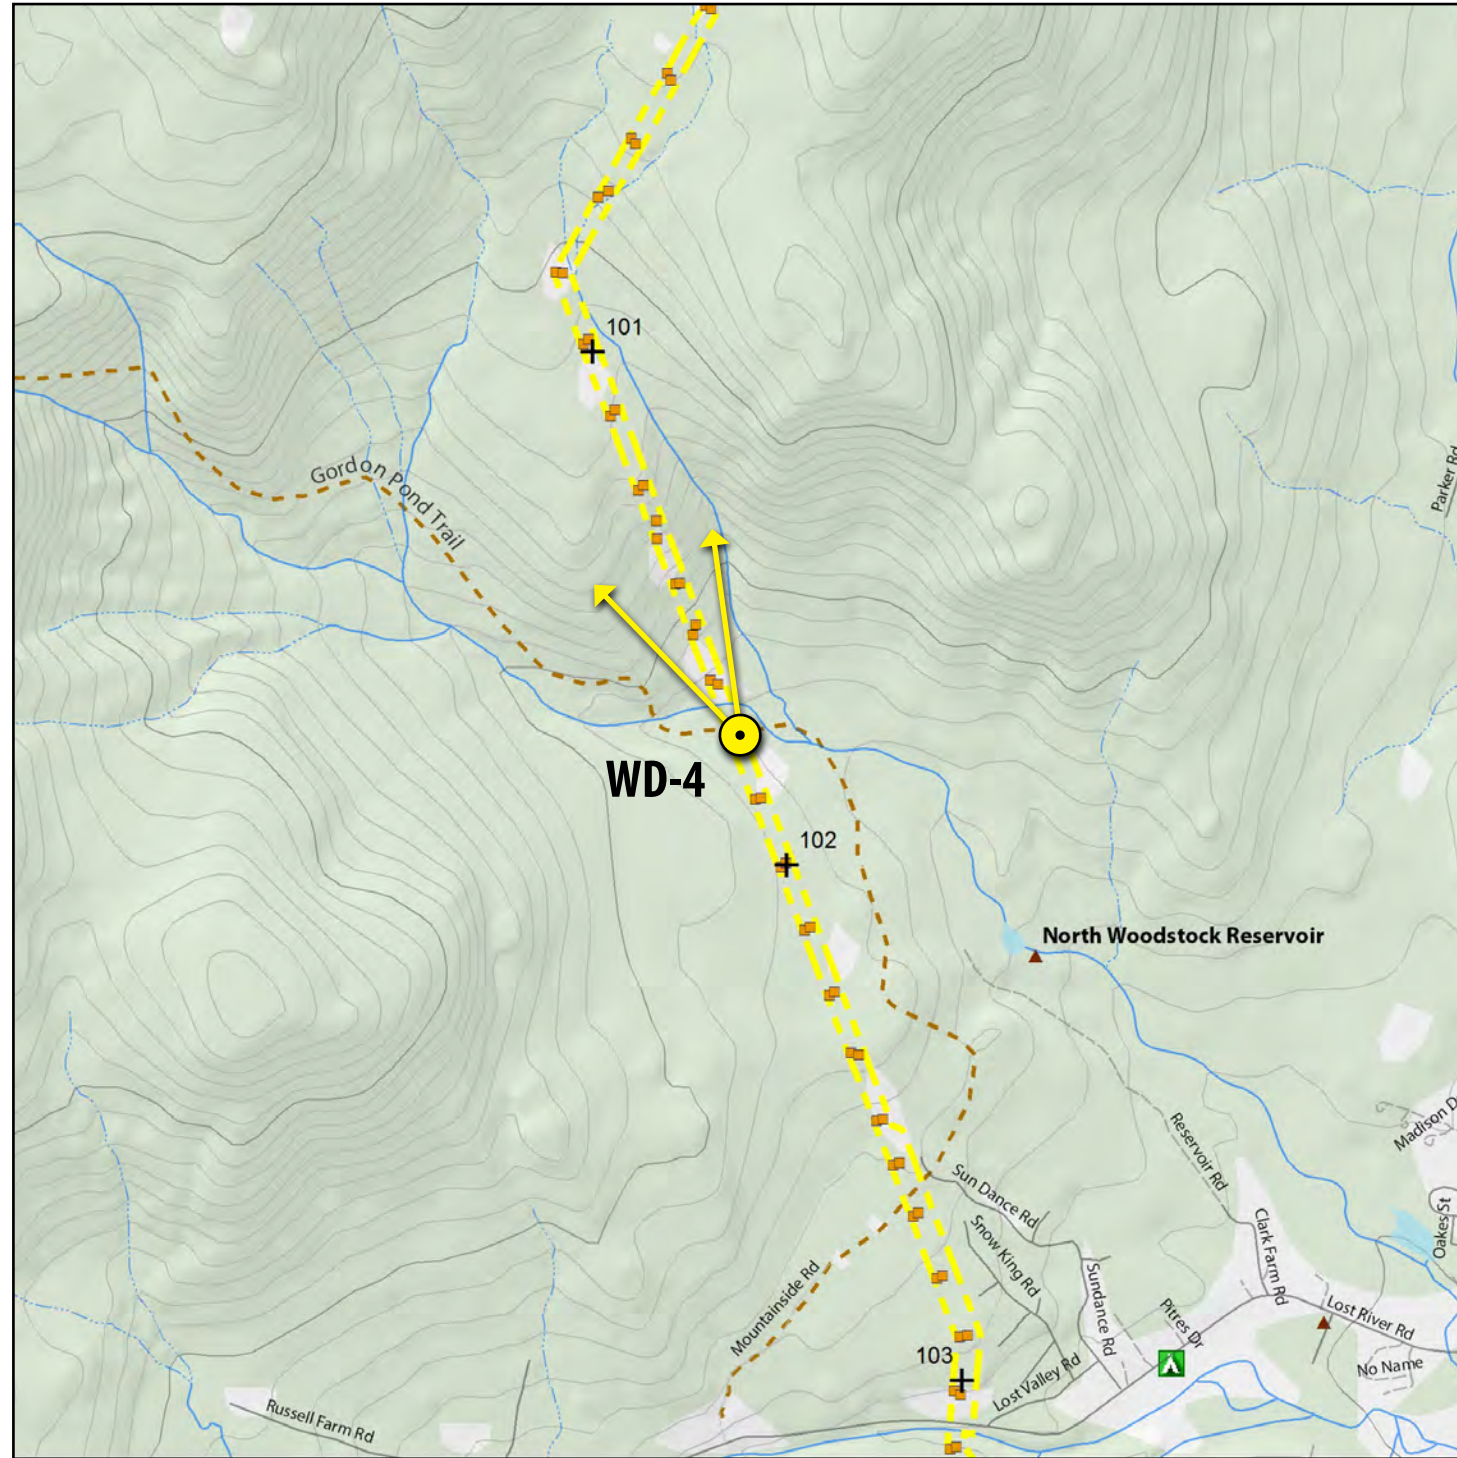 101
Gordon Pond Trail
Parker Rd
WD-4
102
North Woodstock Reservoir
Madison D
Reservoir Rd
Sun Dance Rd
Oakes St
Snow King Rd
Clark Farm Rd
Sundance Rd
Mountainside Rd
Pitres Dr
Lost River Rd
103
No Name
Lost Valley Rd
Russell Farm Rd